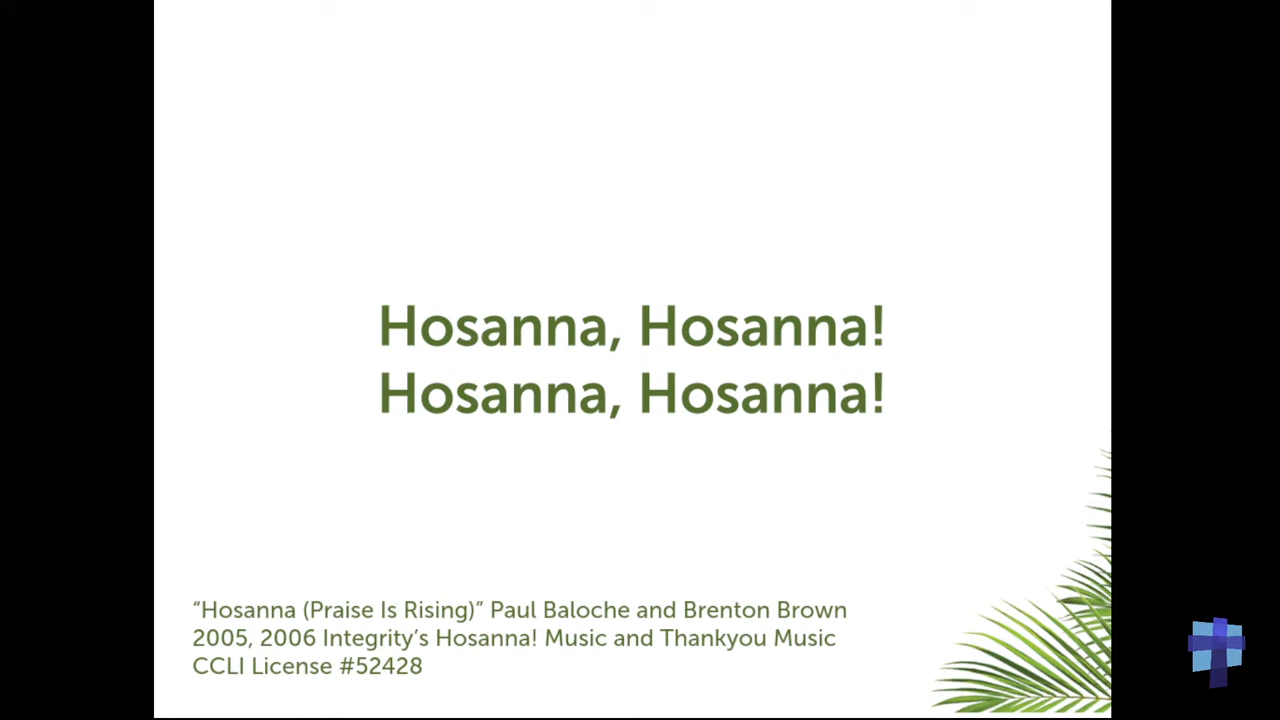 Hosanna, Hosanna!
Hosanna, Hosanna!
“Hosanna (Praise Is Rising)” Paul Baloche and Brenton Brown
2005, 2006 Integrity’s Hosanna! Music and Thankyou Music
CCLI License #52428